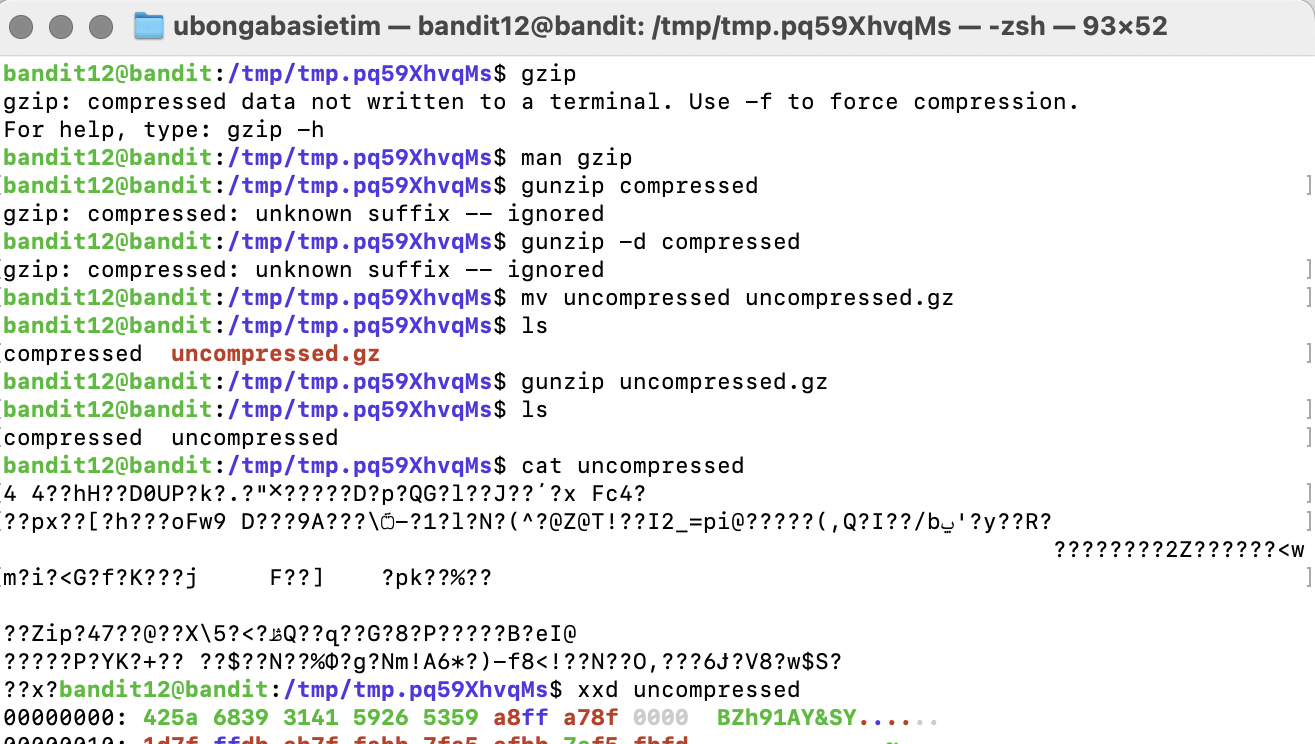 ubongabasietim — bandit12@bandit: /tmp/tmp.pq59XhvqMs — -zsh — 93×52
bandit12@bandit:/tmp/tmp.pq59XhvqMs$ gzip
gzip: compressed data not written to a terminal. Use -f to force compression.
For help, type: gzip -h
bandit12@bandit:/tmp/tmp.pq59XhvqMs$ man gzip
bandit12@bandit:/tmp/tmp.pq59XhvqMs$ gunzip compressed
gzip: compressed: unknown suffix -- ignored
bandit12@bandit:/tmp/tmp.pq59XhvqMs$ gunzip -d compressed
gzip: compressed: unknown suffix -- ignored
bandit12@bandit:/tmp/tmp.pq59XhvqMs$ mv uncompressed uncompressed.gz
bandit12@bandit:/tmp/tmp.pq59XhvqMs$ ls
compressed  uncompressed.gz
bandit12@bandit:/tmp/tmp.pq59XhvqMs$ gunzip uncompressed.gz
bandit12@bandit:/tmp/tmp.pq59XhvqMs$ ls
compressed  uncompressed
bandit12@bandit:/tmp/tmp.pq59XhvqMs$ cat uncompressed
4 4??hH??D0UP?k?.?"×?????D?p?QG?l??J??´?x Fc4?
??px??[?h???oFw9 D???9A???\-?1?l?N?(^?@Z@T!??I2_=pi@?????(,Q?I??/b'?y??R?
????????2Z??????<w
m?i?<G?f?K???j     F??]    ?pk??%??
??Zip?47??@??X\5?<?Q??q??G?8?P?????B?eI@
?????P?YK?+?? ??$??N??%Φ?g?Nm!A6*?)-f8<!??N??O,???6?V8?w$S?
??x?bandit12@bandit:/tmp/tmp.pq59XhvqMs$ xxd uncompressed
00000000: 425a 6839 3141 5926 5359 a8ff a78f 0000  BZh91AY&SY......